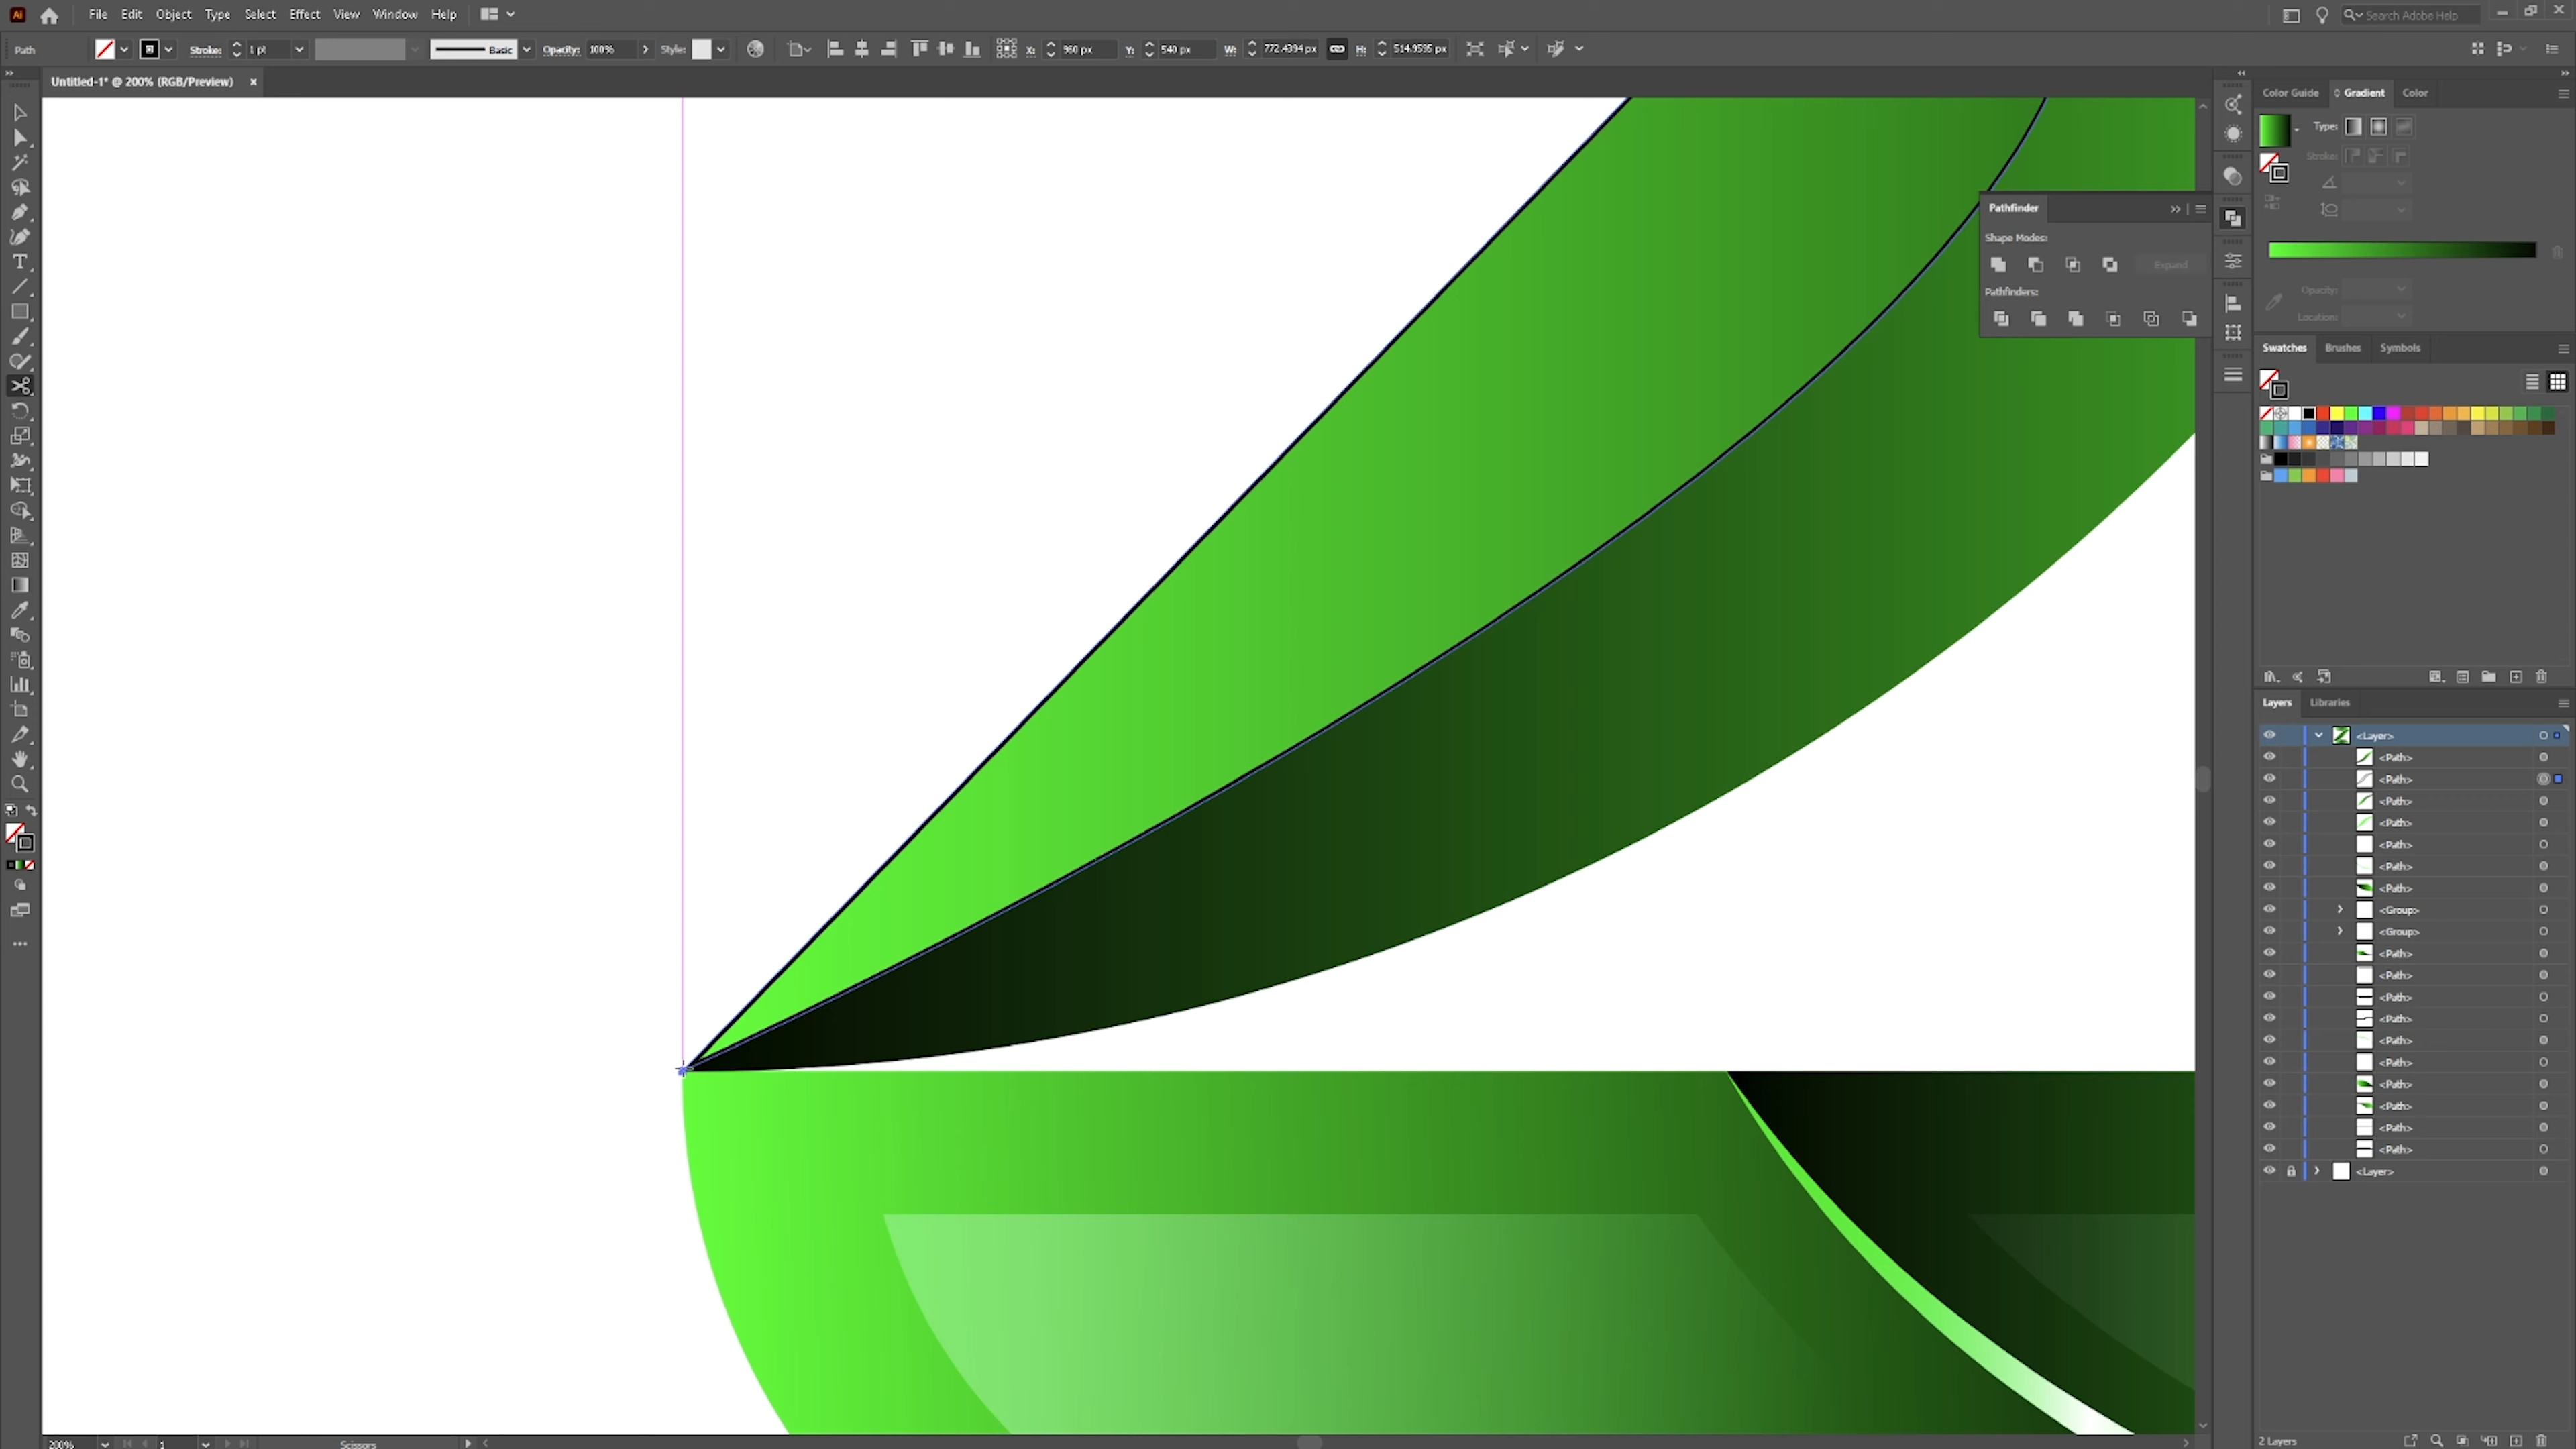 Ai File Edit Object Type Select Effect View Window Help Search Adobe Help
Path Stroke: 1 pt Basic Opacity: 100% Style: X: 960 px Y: 540 px W: 772.4394 px H: 514.9595 px
Untitled-1* @ 200% (RGB/Preview) ×
Color Guide Gradient Color
Type:
Stroke:
Opacity:
Location:
Pathfinder
Shape Modes:
Expand
Pathfinders:
Swatches Brushes Symbols
Layers Libraries
<Layer>
<Path>
<Path>
<Path>
<Path>
<Path>
<Path>
<Path>
<Group>
<Group>
<Path>
<Path>
<Path>
<Path>
<Path>
<Path>
<Path>
<Path>
<Path>
<Path>
<Layer>
200% 1 Scissors
2 Layers